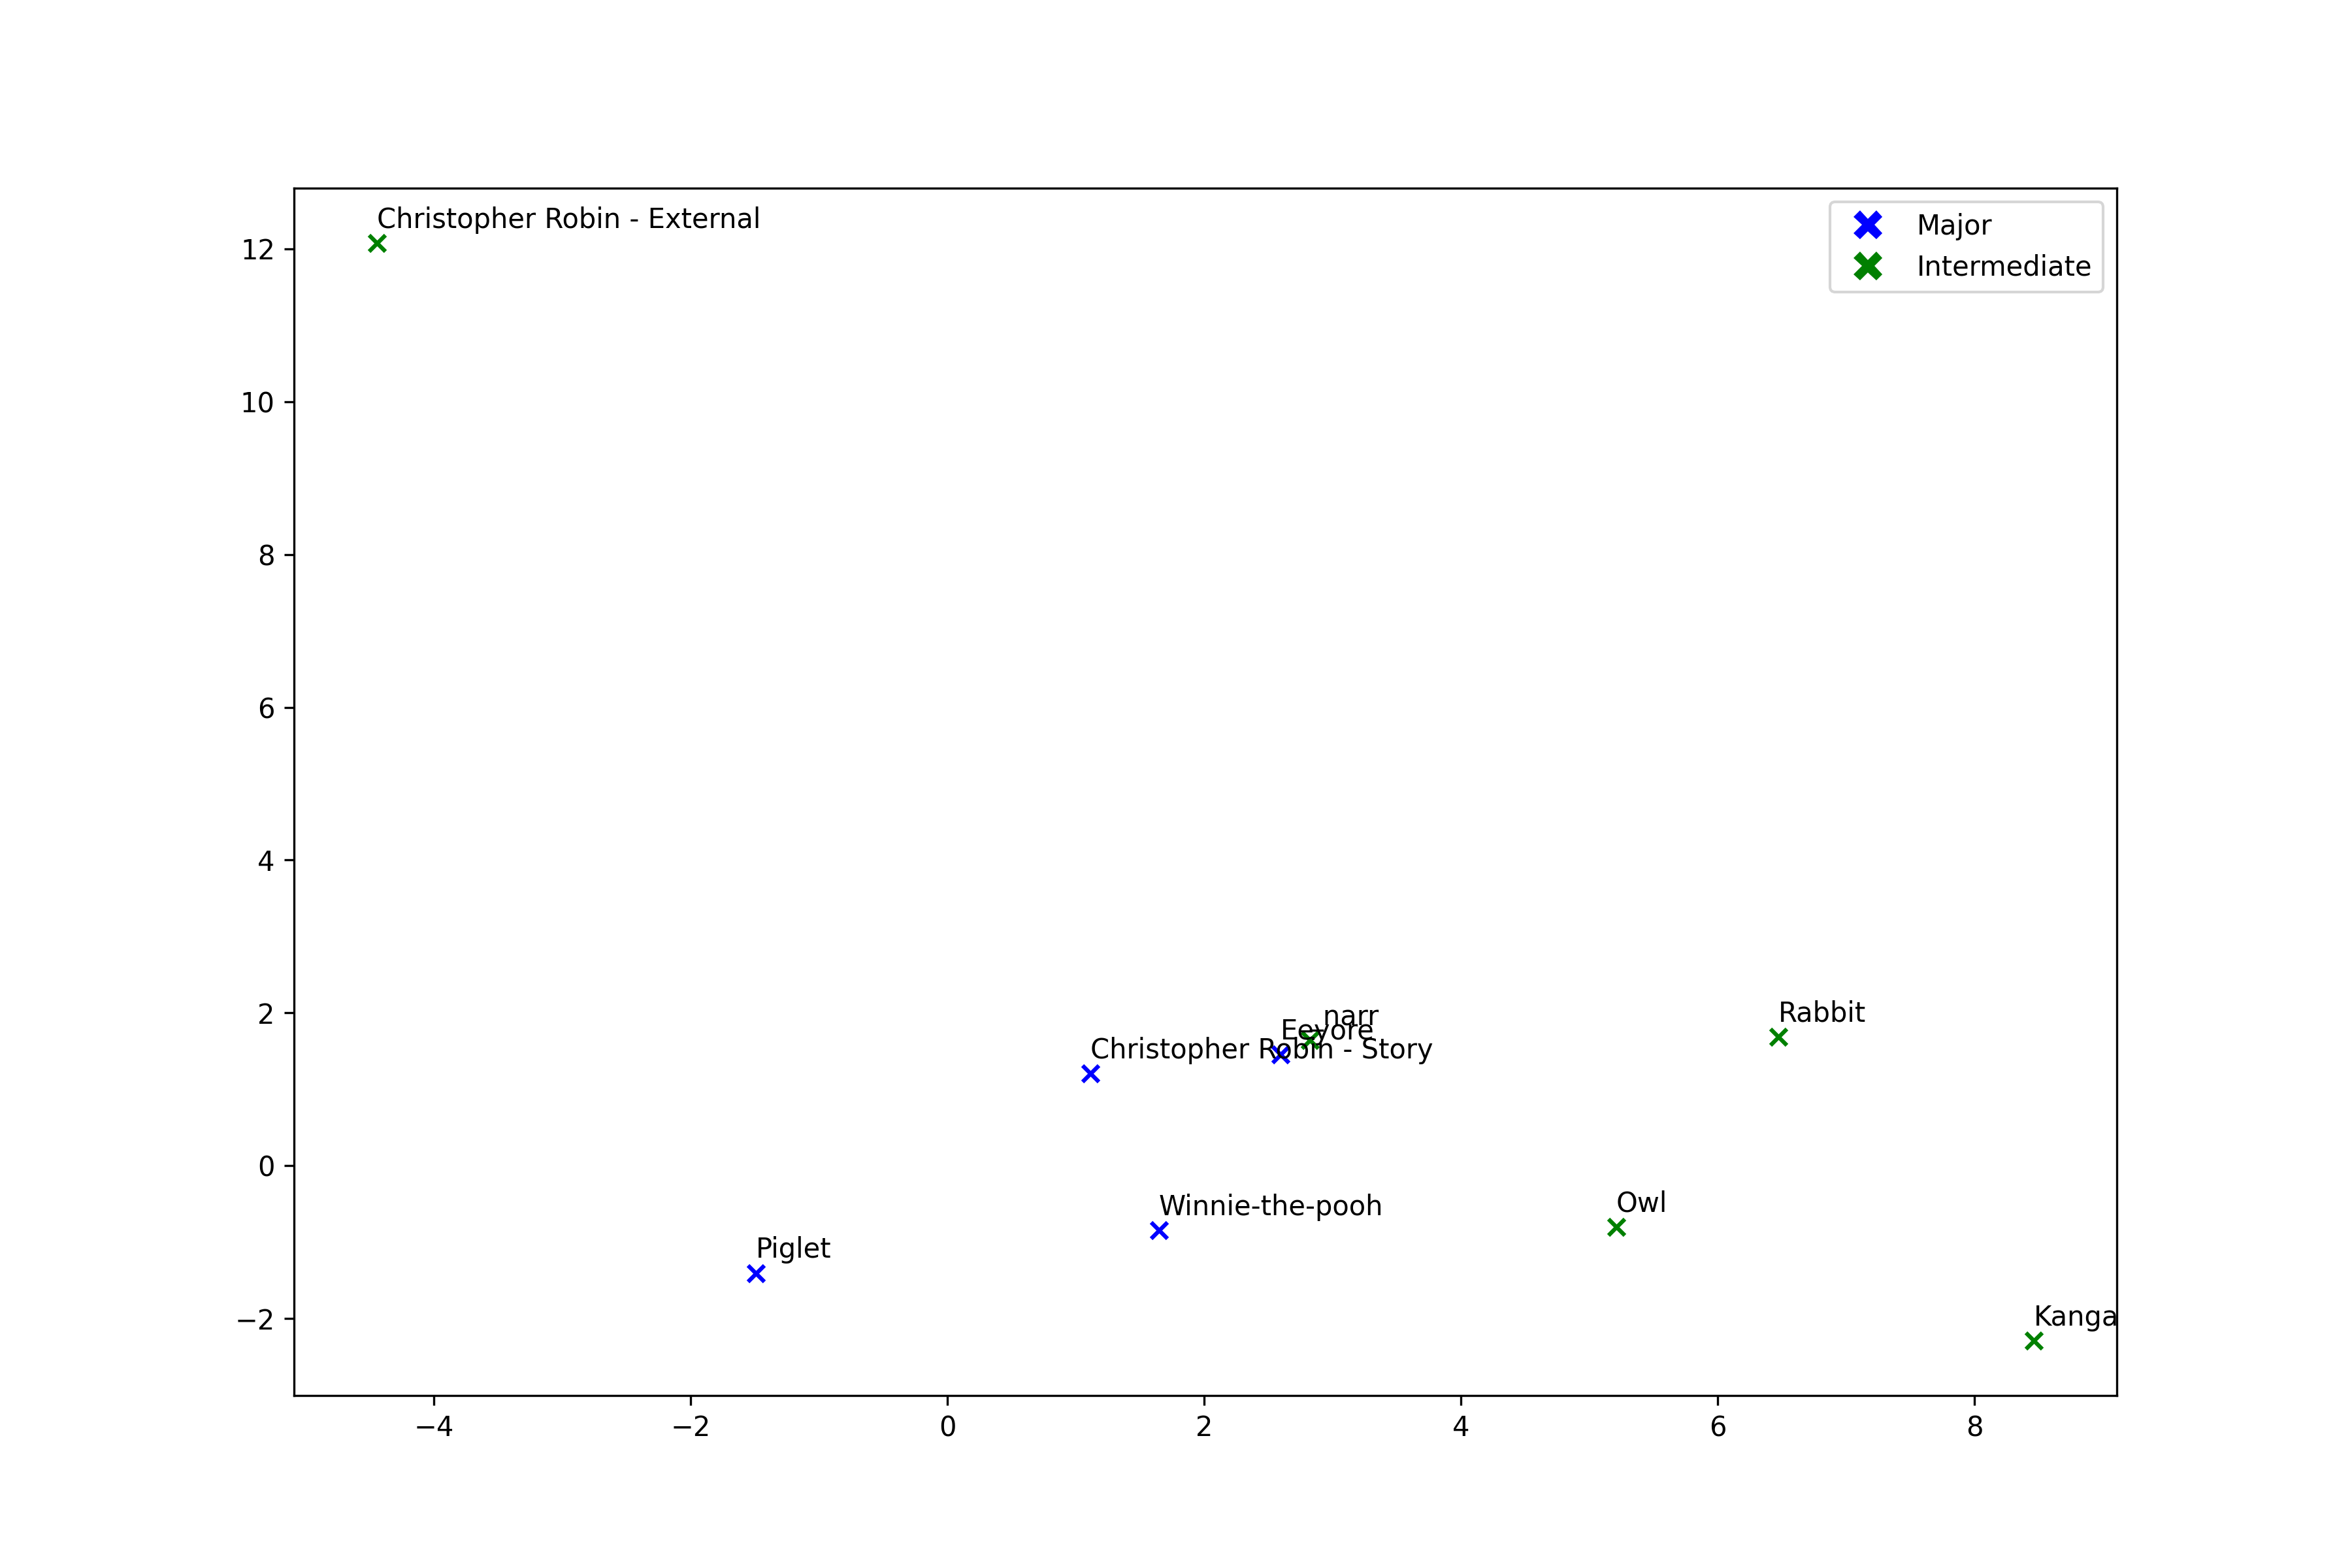 Christopher Robin - External
Major
Intermediate
12
10
8
6
4
2
0
−2
_narr
Eeyore
Rabbit
Christopher Robin - Story
Winnie-the-pooh
Owl
Piglet
Kanga
−4
−2
0
2
4
6
8